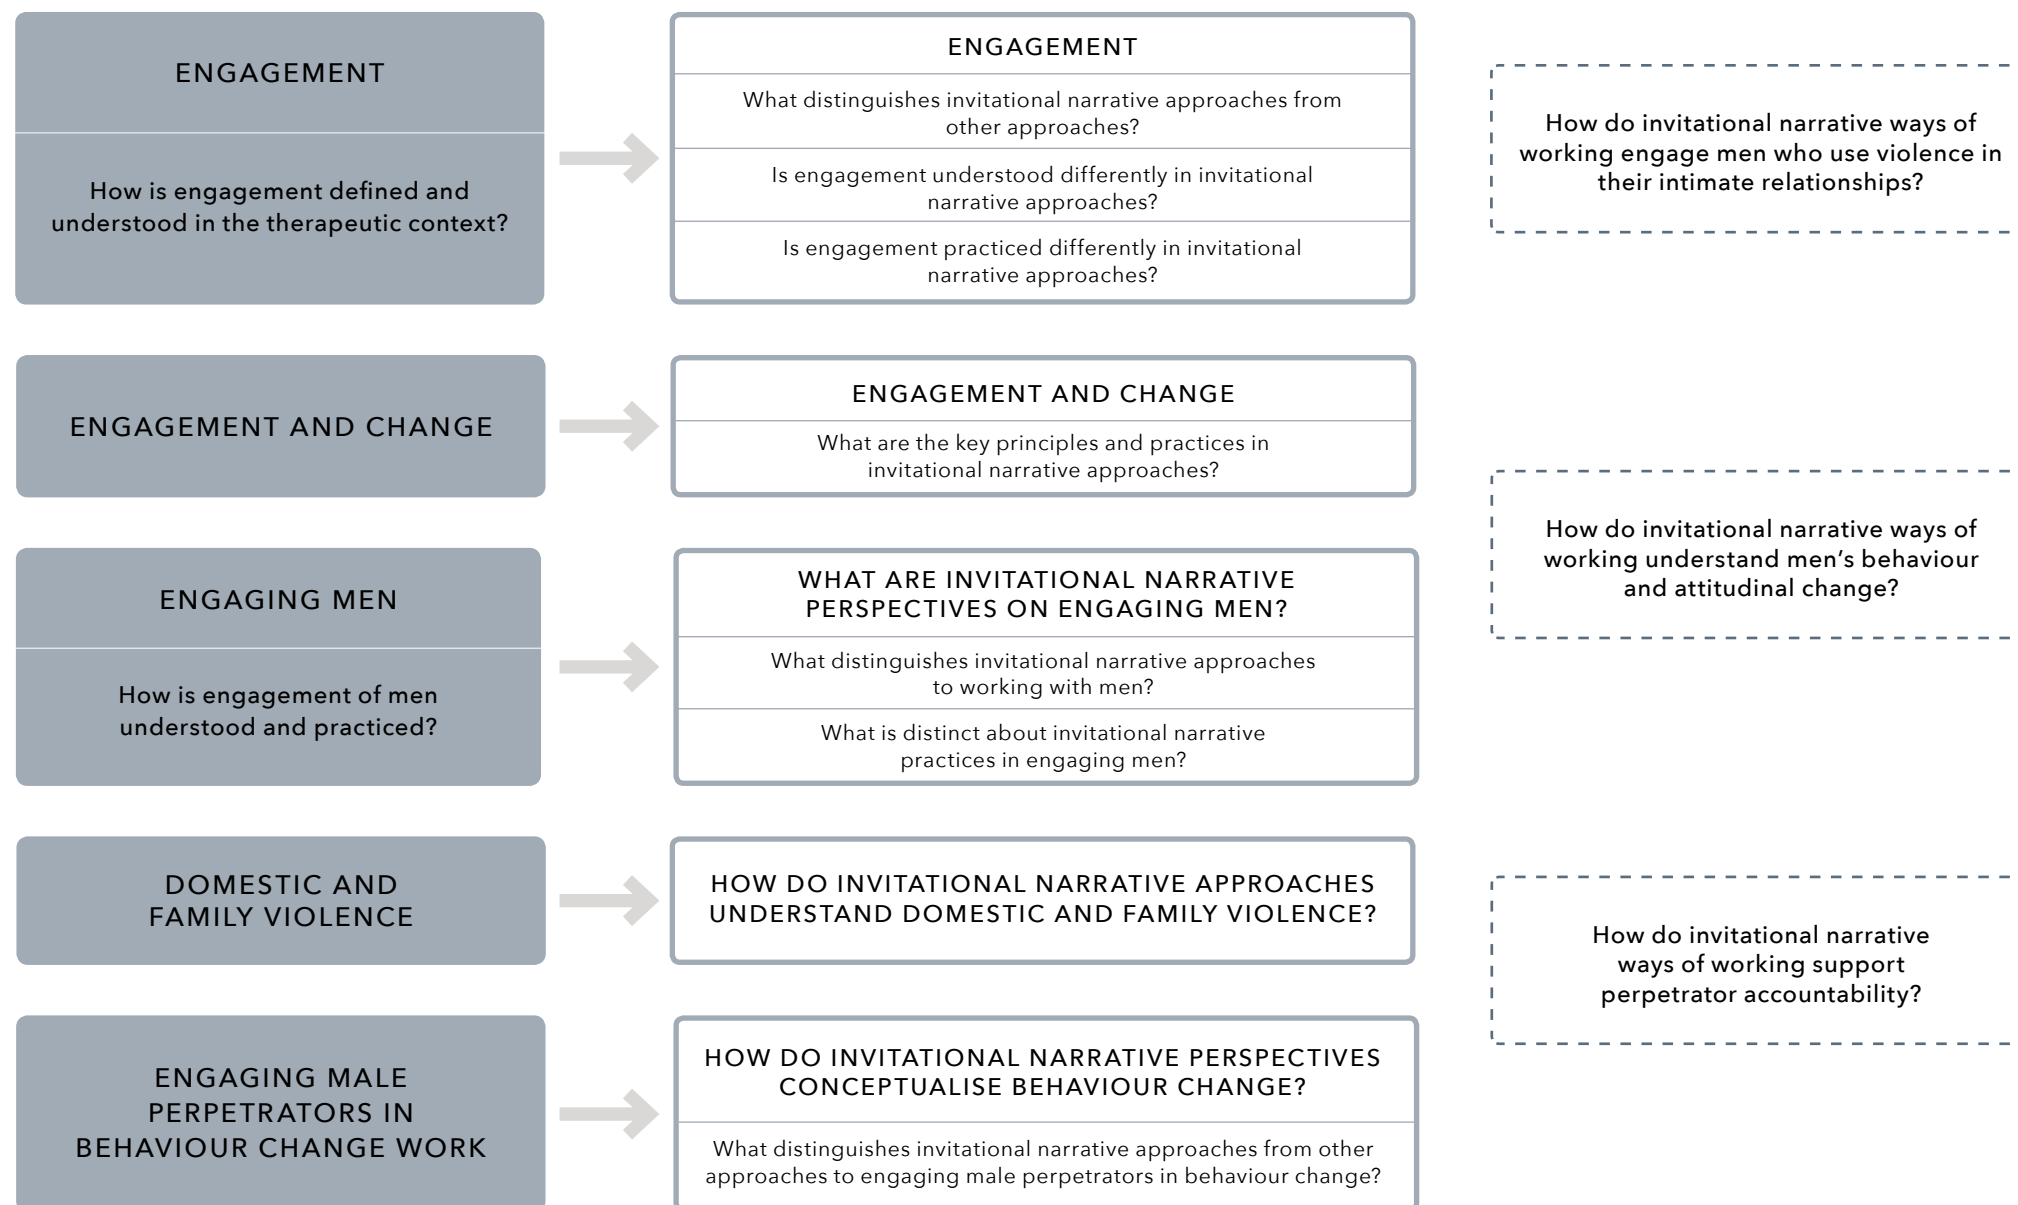 ENGAGEMENT
How is engagement defined and
understood in the therapeutic context?
ENGAGEMENT
What distinguishes invitational narrative approaches from
other approaches?
Is engagement understood differently in invitational
narrative approaches?
Is engagement practiced differently in invitational
narrative approaches?
ENGAGEMENT AND CHANGE
ENGAGEMENT AND CHANGE
What are the key principles and practices in
invitational narrative approaches?
ENGAGING MEN
How is engagement of men
understood and practiced?
WHAT ARE INVITATIONAL NARRATIVE
PERSPECTIVES ON ENGAGING MEN?
What distinguishes invitational narrative approaches
to working with men?
What is distinct about invitational narrative
practices in engaging men?
DOMESTIC AND
FAMILY VIOLENCE
HOW DO INVITATIONAL NARRATIVE APPROACHES
UNDERSTAND DOMESTIC AND FAMILY VIOLENCE?
ENGAGING MALE
PERPETRATORS IN
BEHAVIOUR CHANGE WORK
HOW DO INVITATIONAL NARRATIVE PERSPECTIVES
CONCEPTUALISE BEHAVIOUR CHANGE?
What distinguishes invitational narrative approaches from other
approaches to engaging male perpetrators in behaviour change?
How do invitational narrative ways of
working engage men who use violence in
their intimate relationships?
How do invitational narrative ways of
working understand men's behaviour
and attitudinal change?
How do invitational narrative
ways of working support
perpetrator accountability?